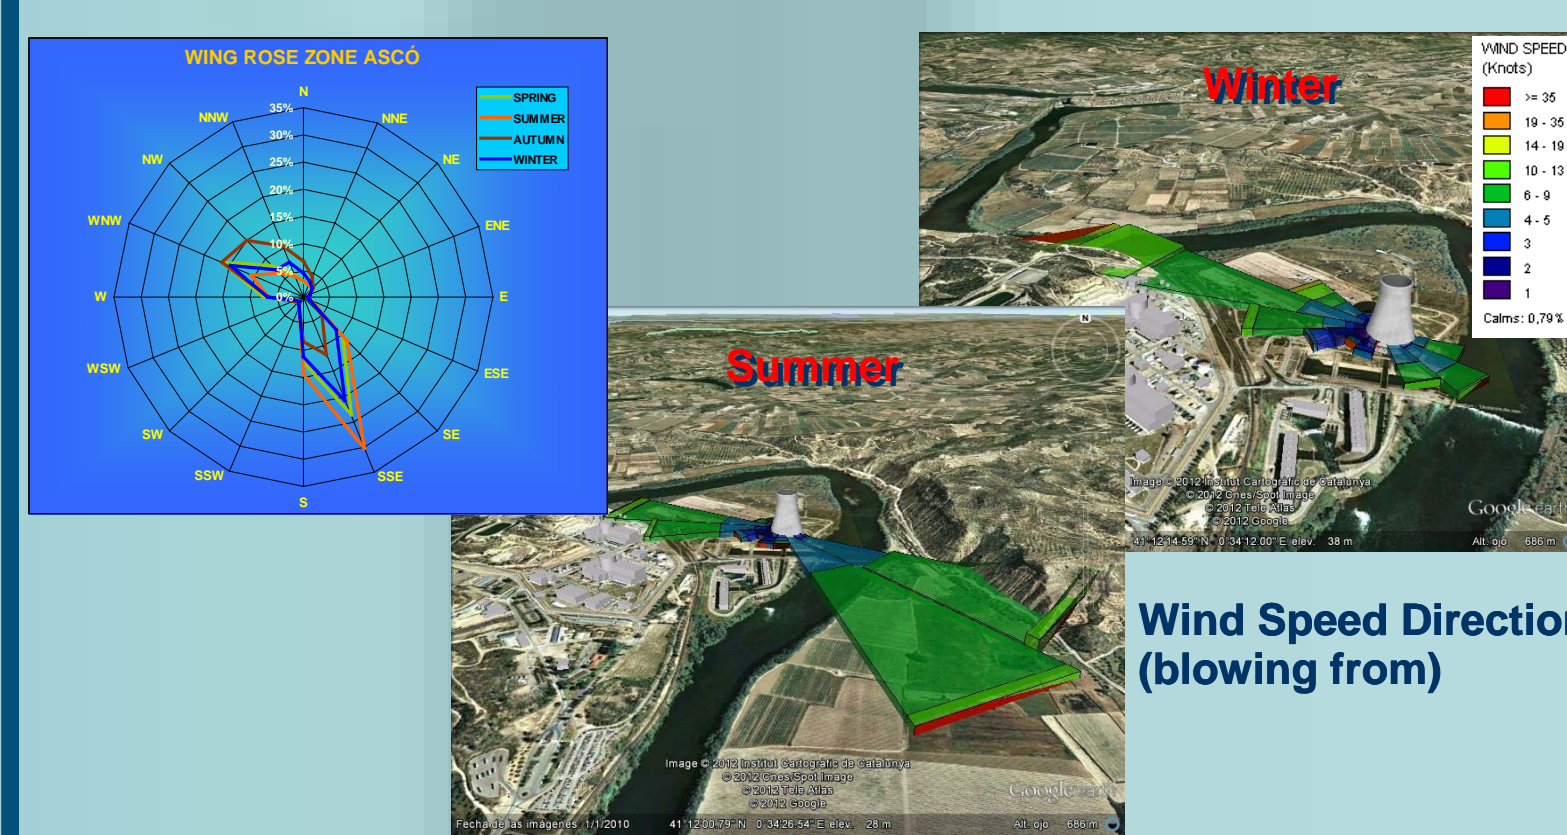 WING ROSE ZONE ASCÓ
N
NNE
NE
ENE
E
ESE
SE
SSE
S
SSW
SW
WSW
W
WNW
NW
NNW
35%
30%
25%
20%
15%
10%
5%
0%
SPRING
SUMMER
AUTUMN
WINTER
Winter
WIND SPEED
(Knots)
>= 35
19 - 35
14 - 19
10 - 13
6 - 9
4 - 5
3
2
1
Calms: 0,79%
Image © 2012 Institut Cartogràfic de Catalunya
© 2012 Cnes/Spot Image
© 2012 Tele Atlas
© 2012 Google
Google earth
41°12'14.59" N 0°34'12.00" E elev. 38 m
Alt. ojo 686 m
Summer
N
Image © 2012 Institut Cartogràfic de Catalunya
© 2012 Cnes/Spot Image
© 2012 Tele Atlas
© 2012 Google
Google earth
Fecha de las imágenes: 1/1/2010 41°12'00.79" N 0°34'26.54" E elev. 28 m
Alt. ojo 686 m
Wind Speed Direction
(blowing from)